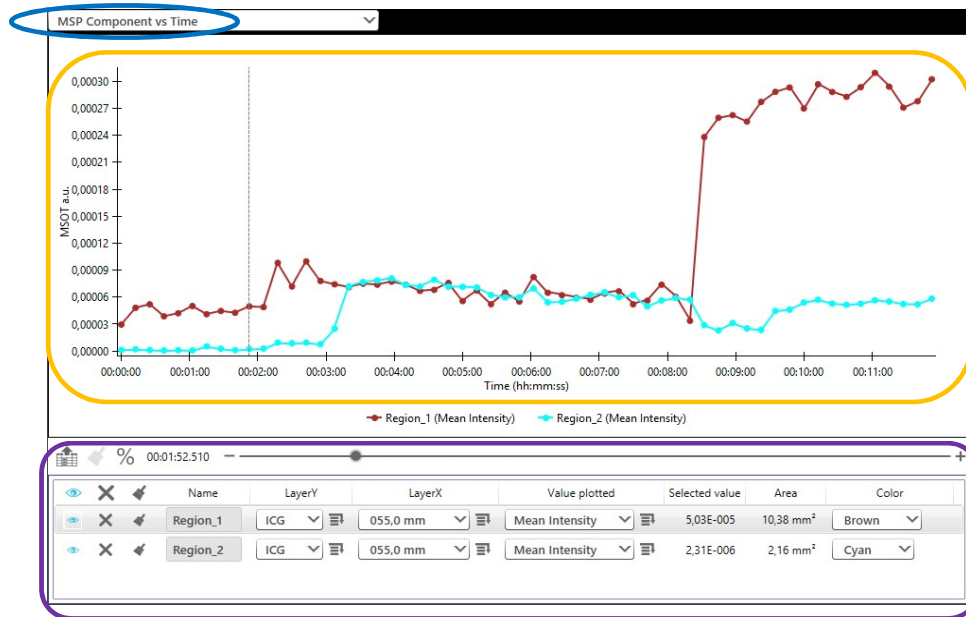 MSP Component vs Time
0,00030
0,00027
0,00024
0,00021
0,00018
0,00015
0,00012
0,00009
0,00006
0,00003
0,00000
MSOT a.u.
00:00:00 00:01:00 00:02:00 00:03:00 00:04:00 00:05:00 00:06:00 00:07:00 00:08:00 00:09:00 00:10:00 00:11:00
Time (hh:mm:ss)
Region_1 (Mean Intensity) Region_2 (Mean Intensity)
% 00:01:52.510 − +
Name LayerY LayerX Value plotted Selected value Area Color
Region_1 ICG 055,0 mm Mean Intensity 5,03E-005 10,38 mm² Brown
Region_2 ICG 055,0 mm Mean Intensity 2,31E-006 2,16 mm² Cyan